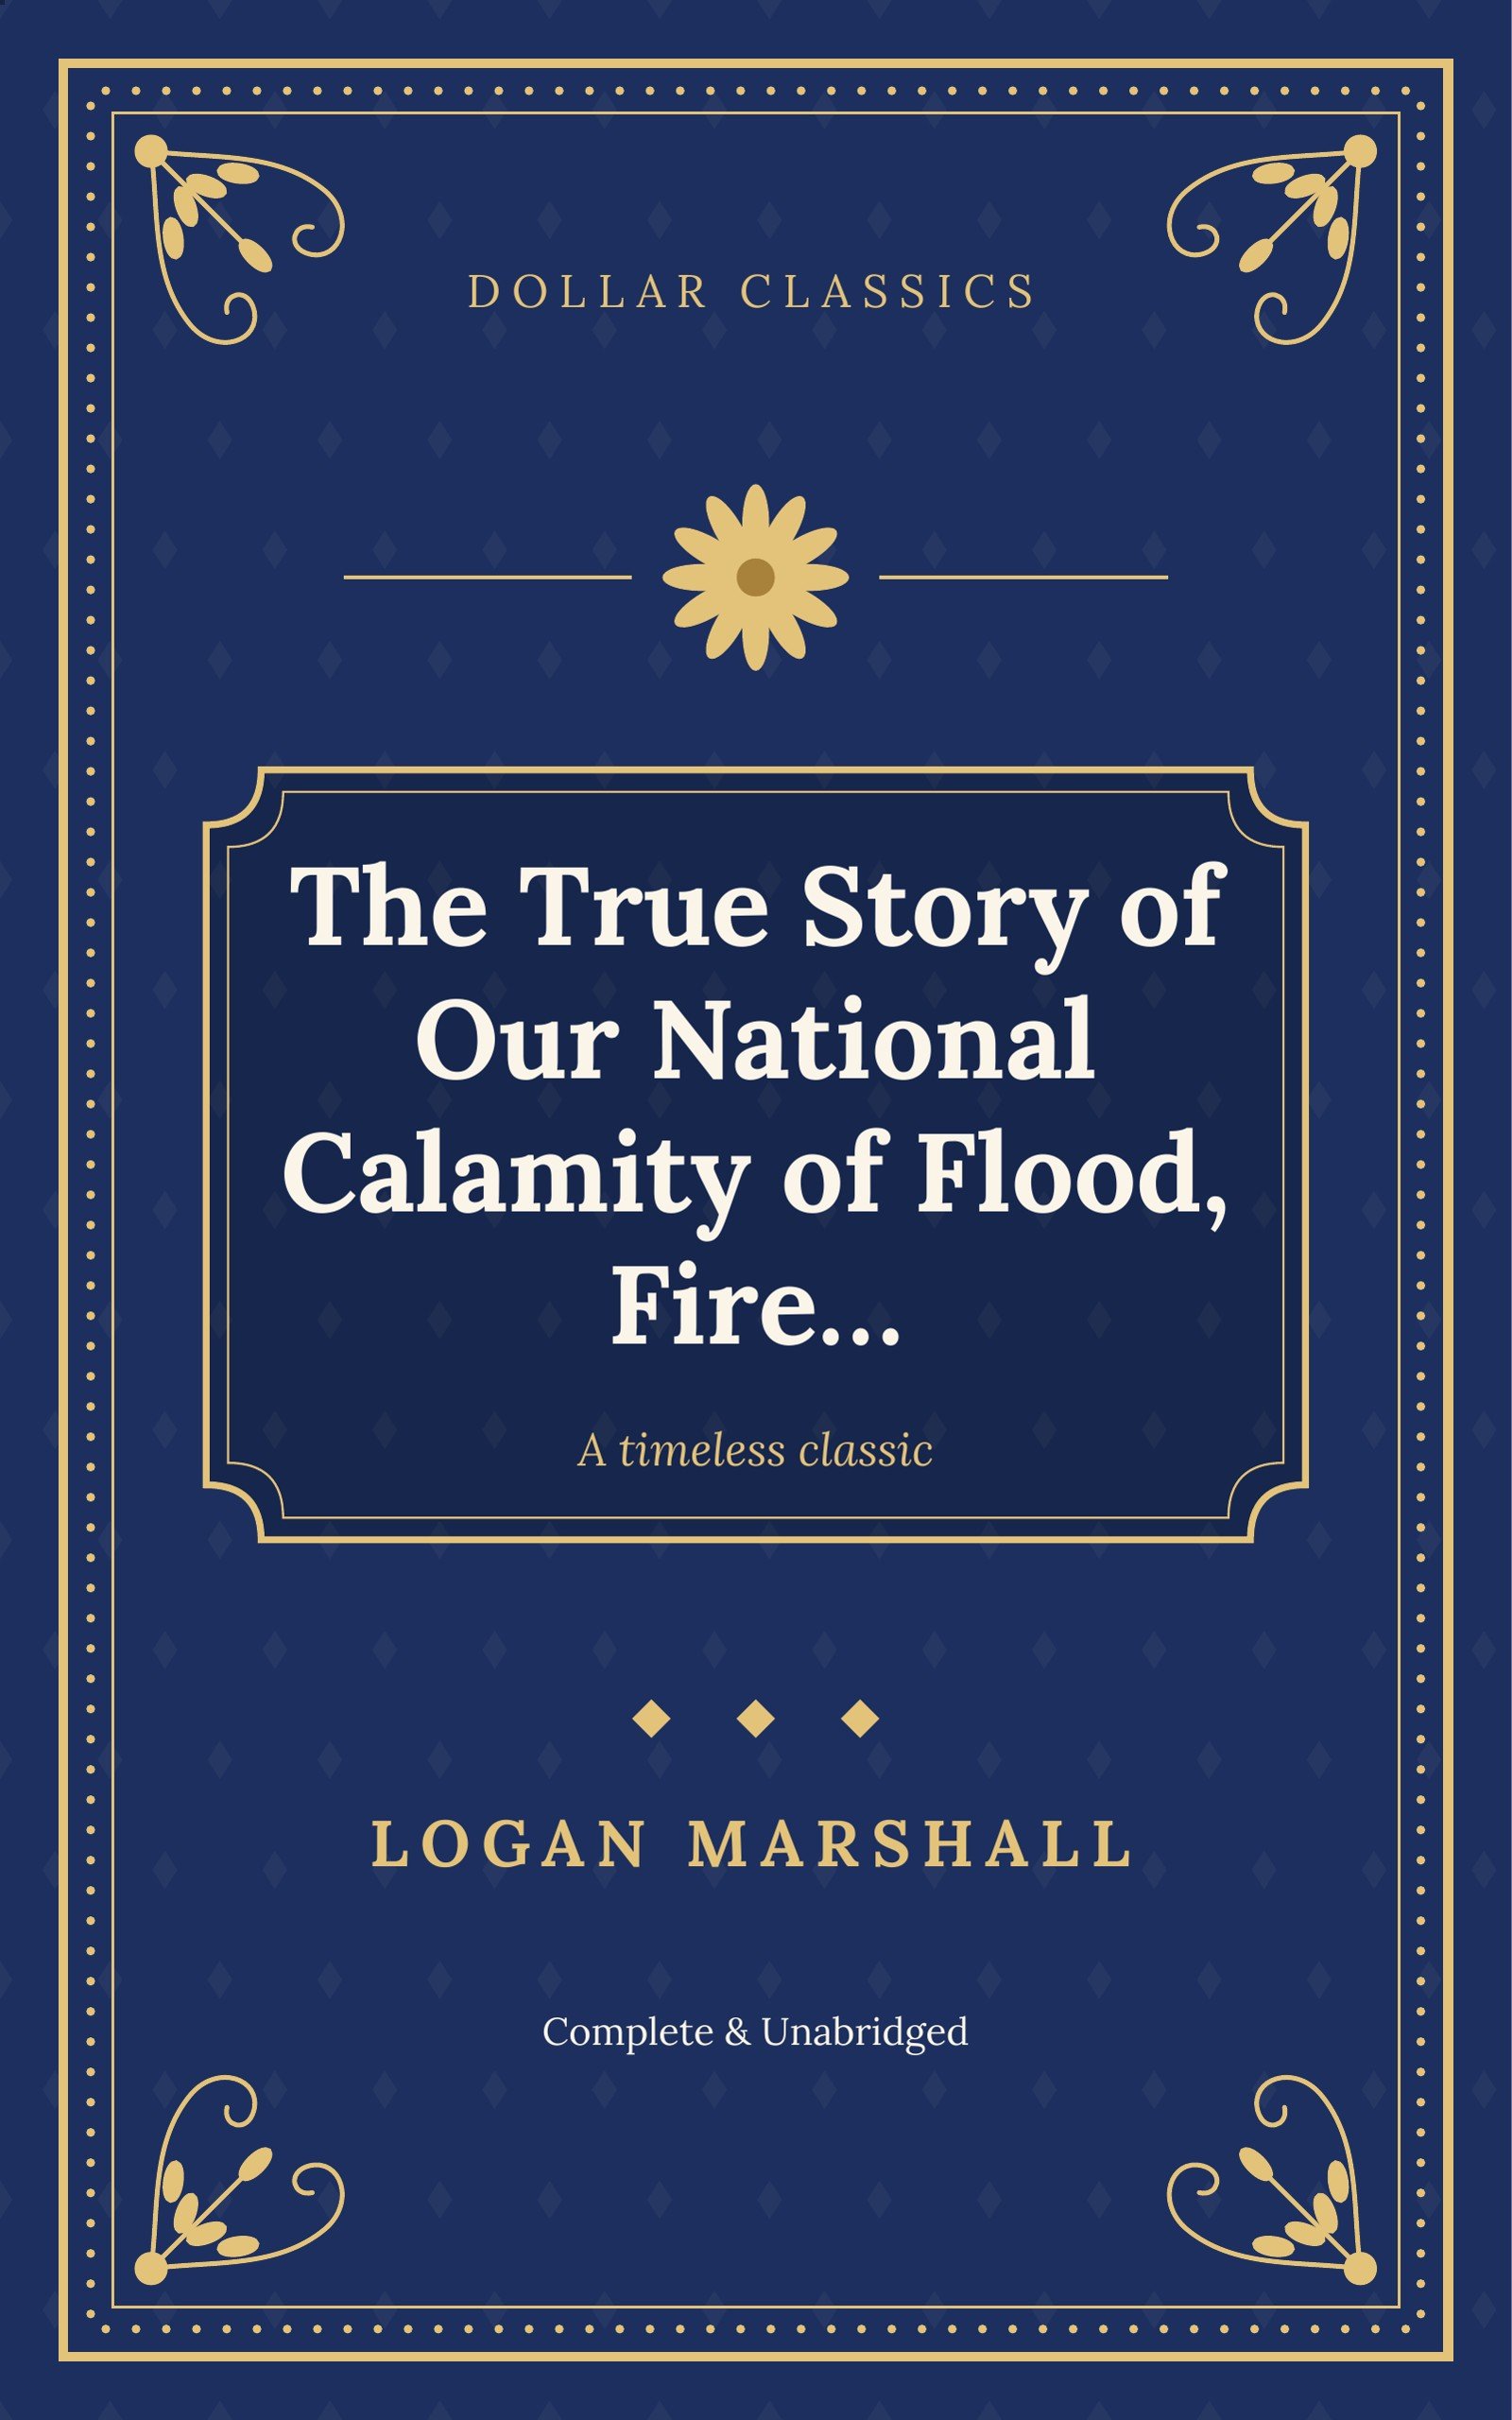 DOLLAR CLASSICS
The True Story of
Our National
Calamity of Flood,
Fire...
A timeless classic
LOGAN MARSHALL
Complete & Unabridged